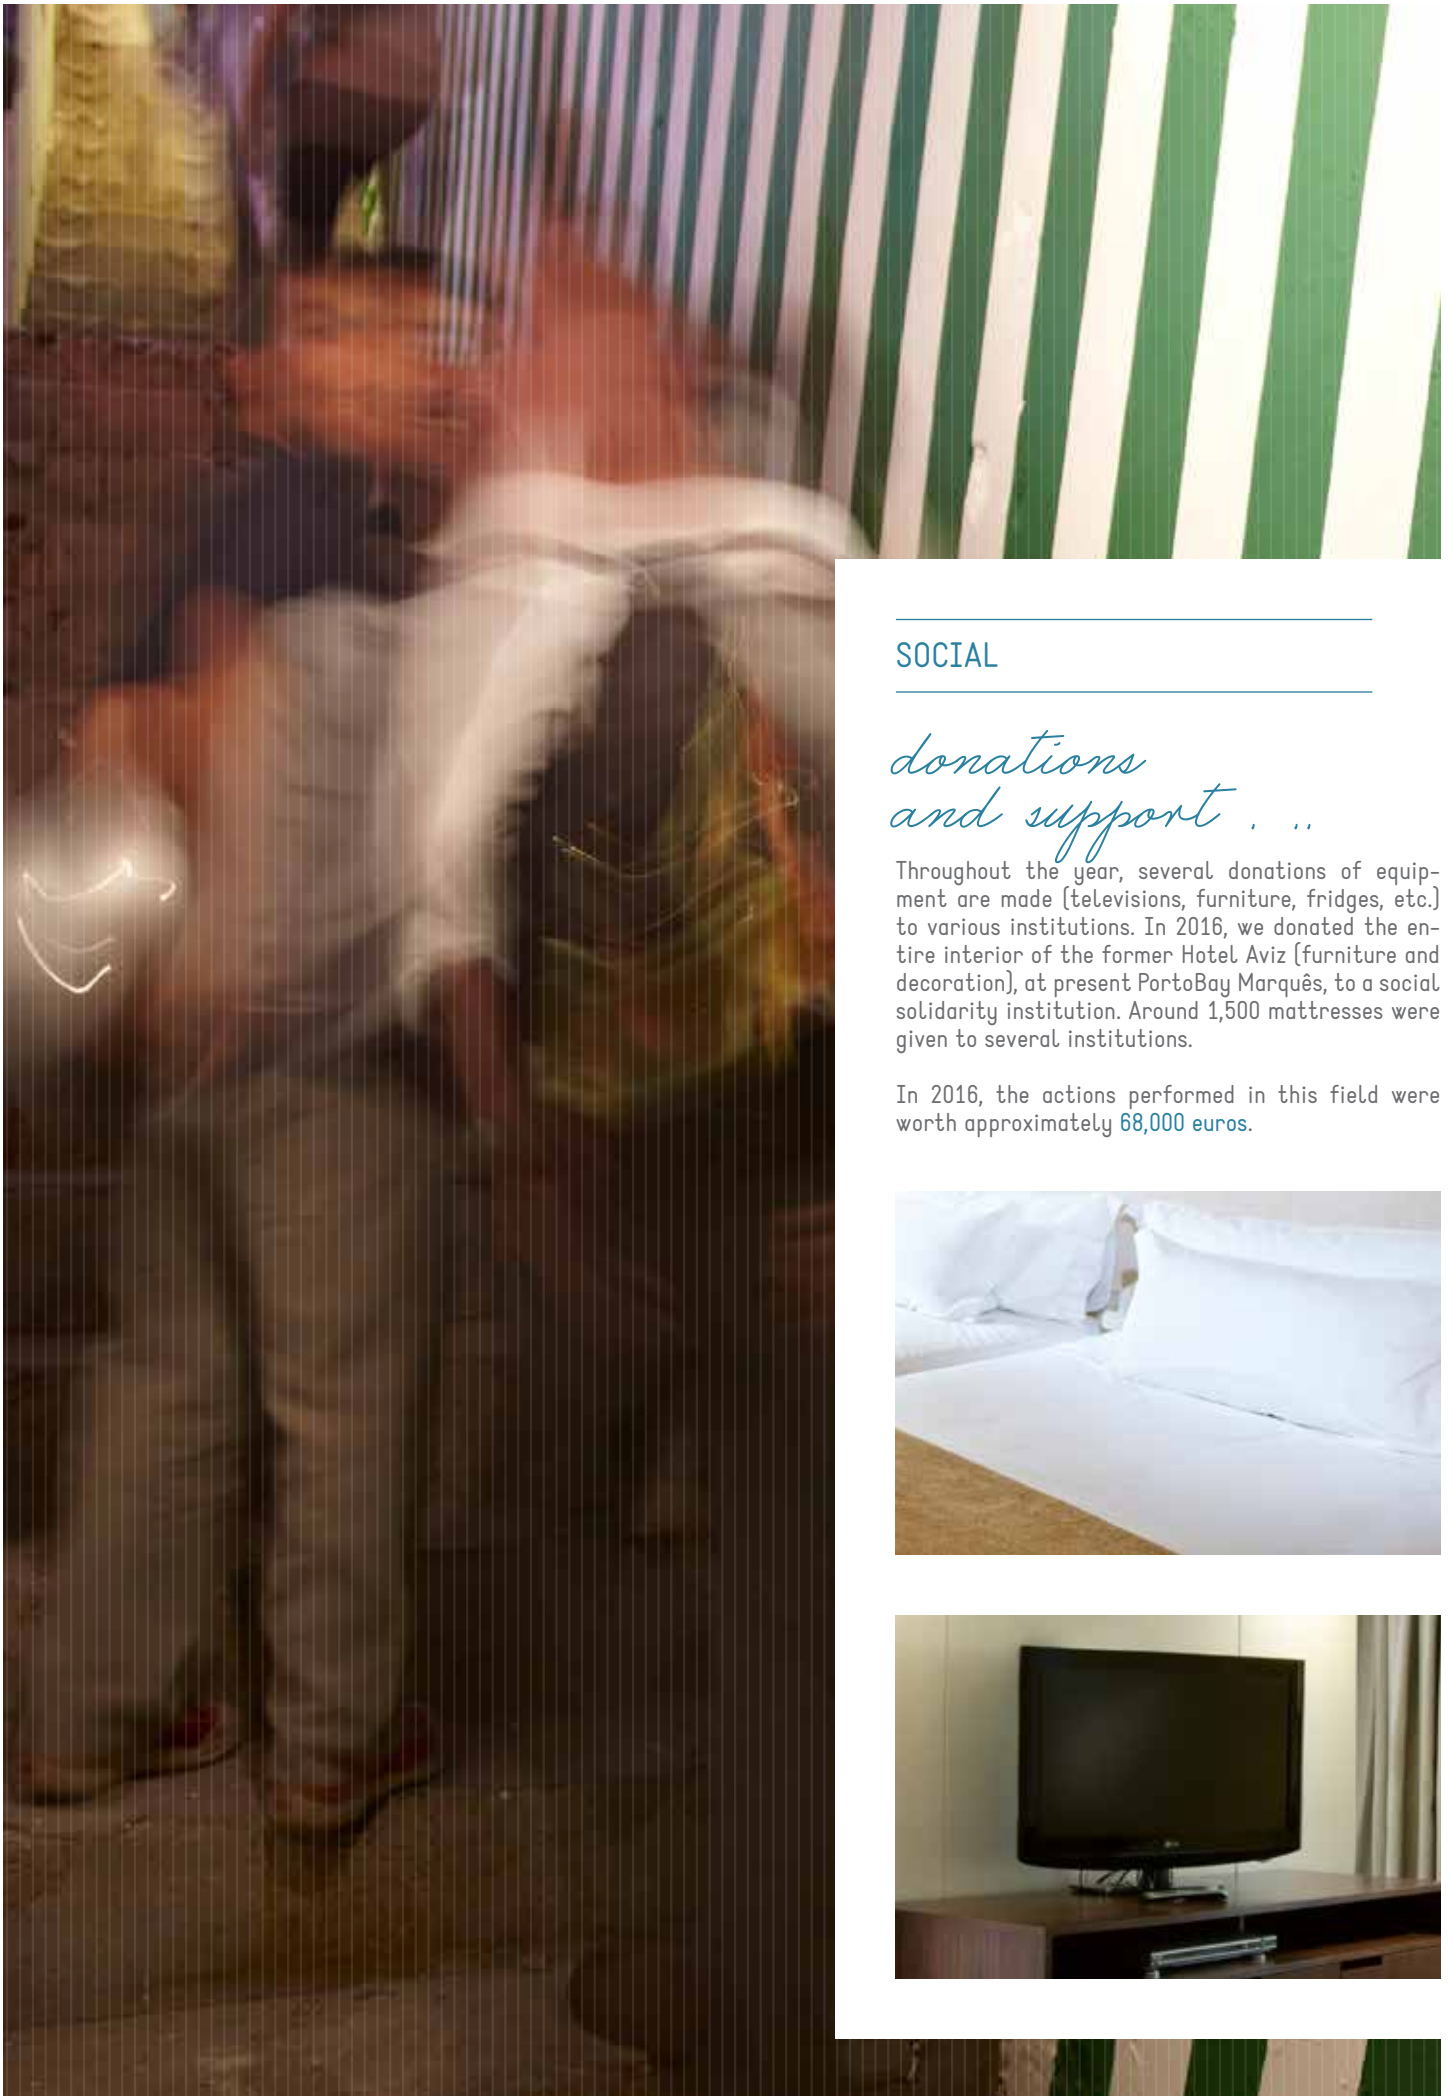 SOCIAL
donations
and support . ..
Throughout the year, several donations of equip-
ment are made (televisions, furniture, fridges, etc.)
to various institutions. In 2016, we donated the en-
tire interior of the former Hotel Aviz (furniture and
decoration), at present PortoBay Marquês, to a social
solidarity institution. Around 1,500 mattresses were
given to several institutions.
In 2016, the actions performed in this field were
worth approximately 68,000 euros.